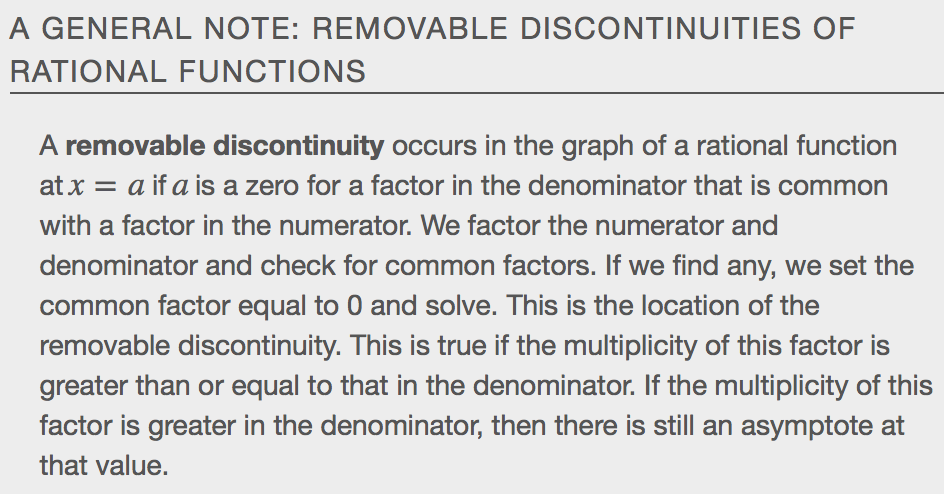 A GENERAL NOTE: REMOVABLE DISCONTINUITIES OF
RATIONAL FUNCTIONS
A removable discontinuity occurs in the graph of a rational function
at x = a if a is a zero for a factor in the denominator that is common
with a factor in the numerator. We factor the numerator and
denominator and check for common factors. If we find any, we set the
common factor equal to 0 and solve. This is the location of the
removable discontinuity. This is true if the multiplicity of this factor is
greater than or equal to that in the denominator. If the multiplicity of this
factor is greater in the denominator, then there is still an asymptote at
that value.